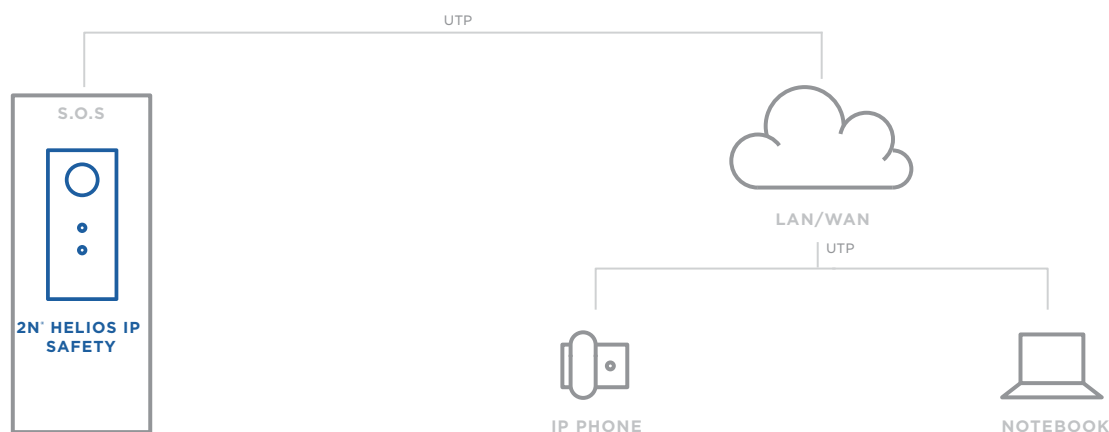 UTP
S.O.S
2N® HELIOS IP
SAFETY
LAN/WAN
UTP
IP PHONE
NOTEBOOK